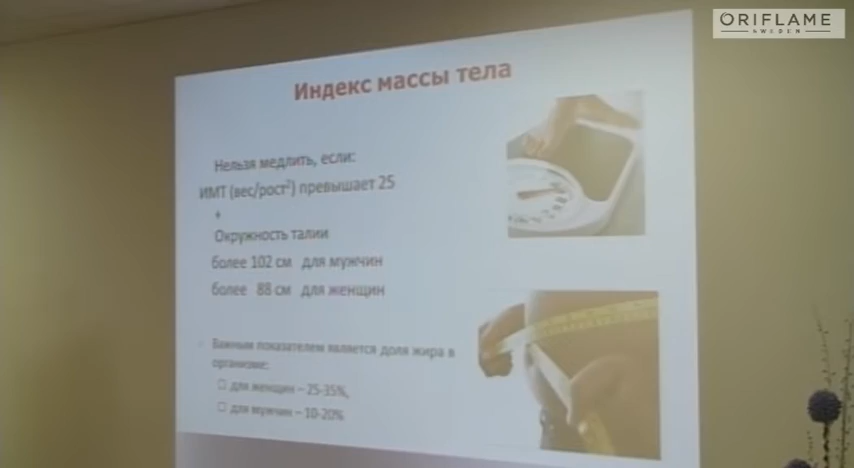 ORIFLAME
SWEDEN
Индекс массы тела
Нельзя медлить, если:
ИМТ (вес/рост²) превышает 25
+
Окружность талии
более 102 см для мужчин
более 88 см для женщин
Важным показателем является доля жира в
организме:
для женщин – 25-35%,
для мужчин – 10-20%